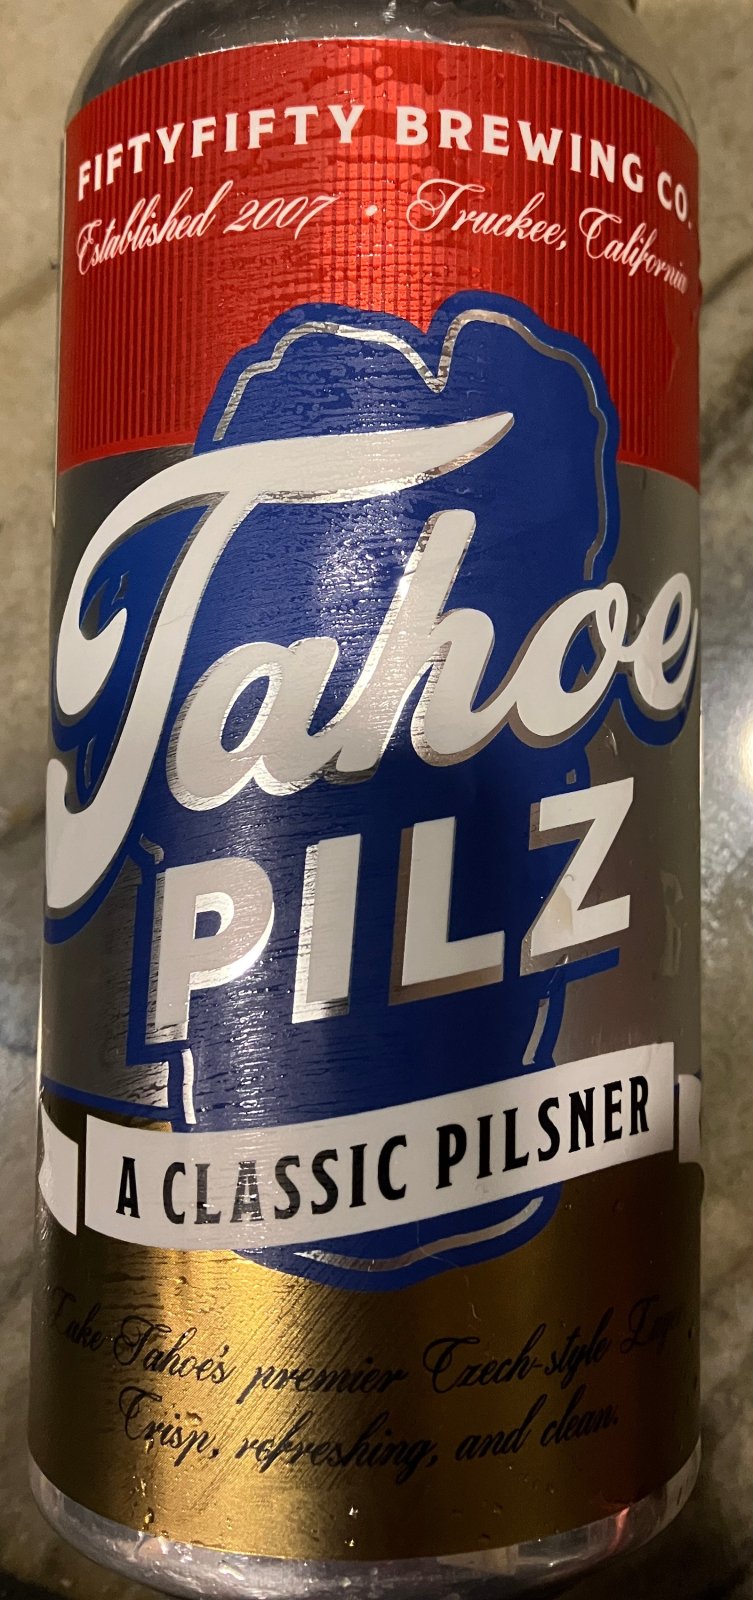 FIFTYFIFTY BREWING CO.
Established 2007 • Truckee, California
Tahoe
PILZ
A CLASSIC PILSNER
Lake Tahoe's premier Czech-style
Crisp, refreshing, and clean.